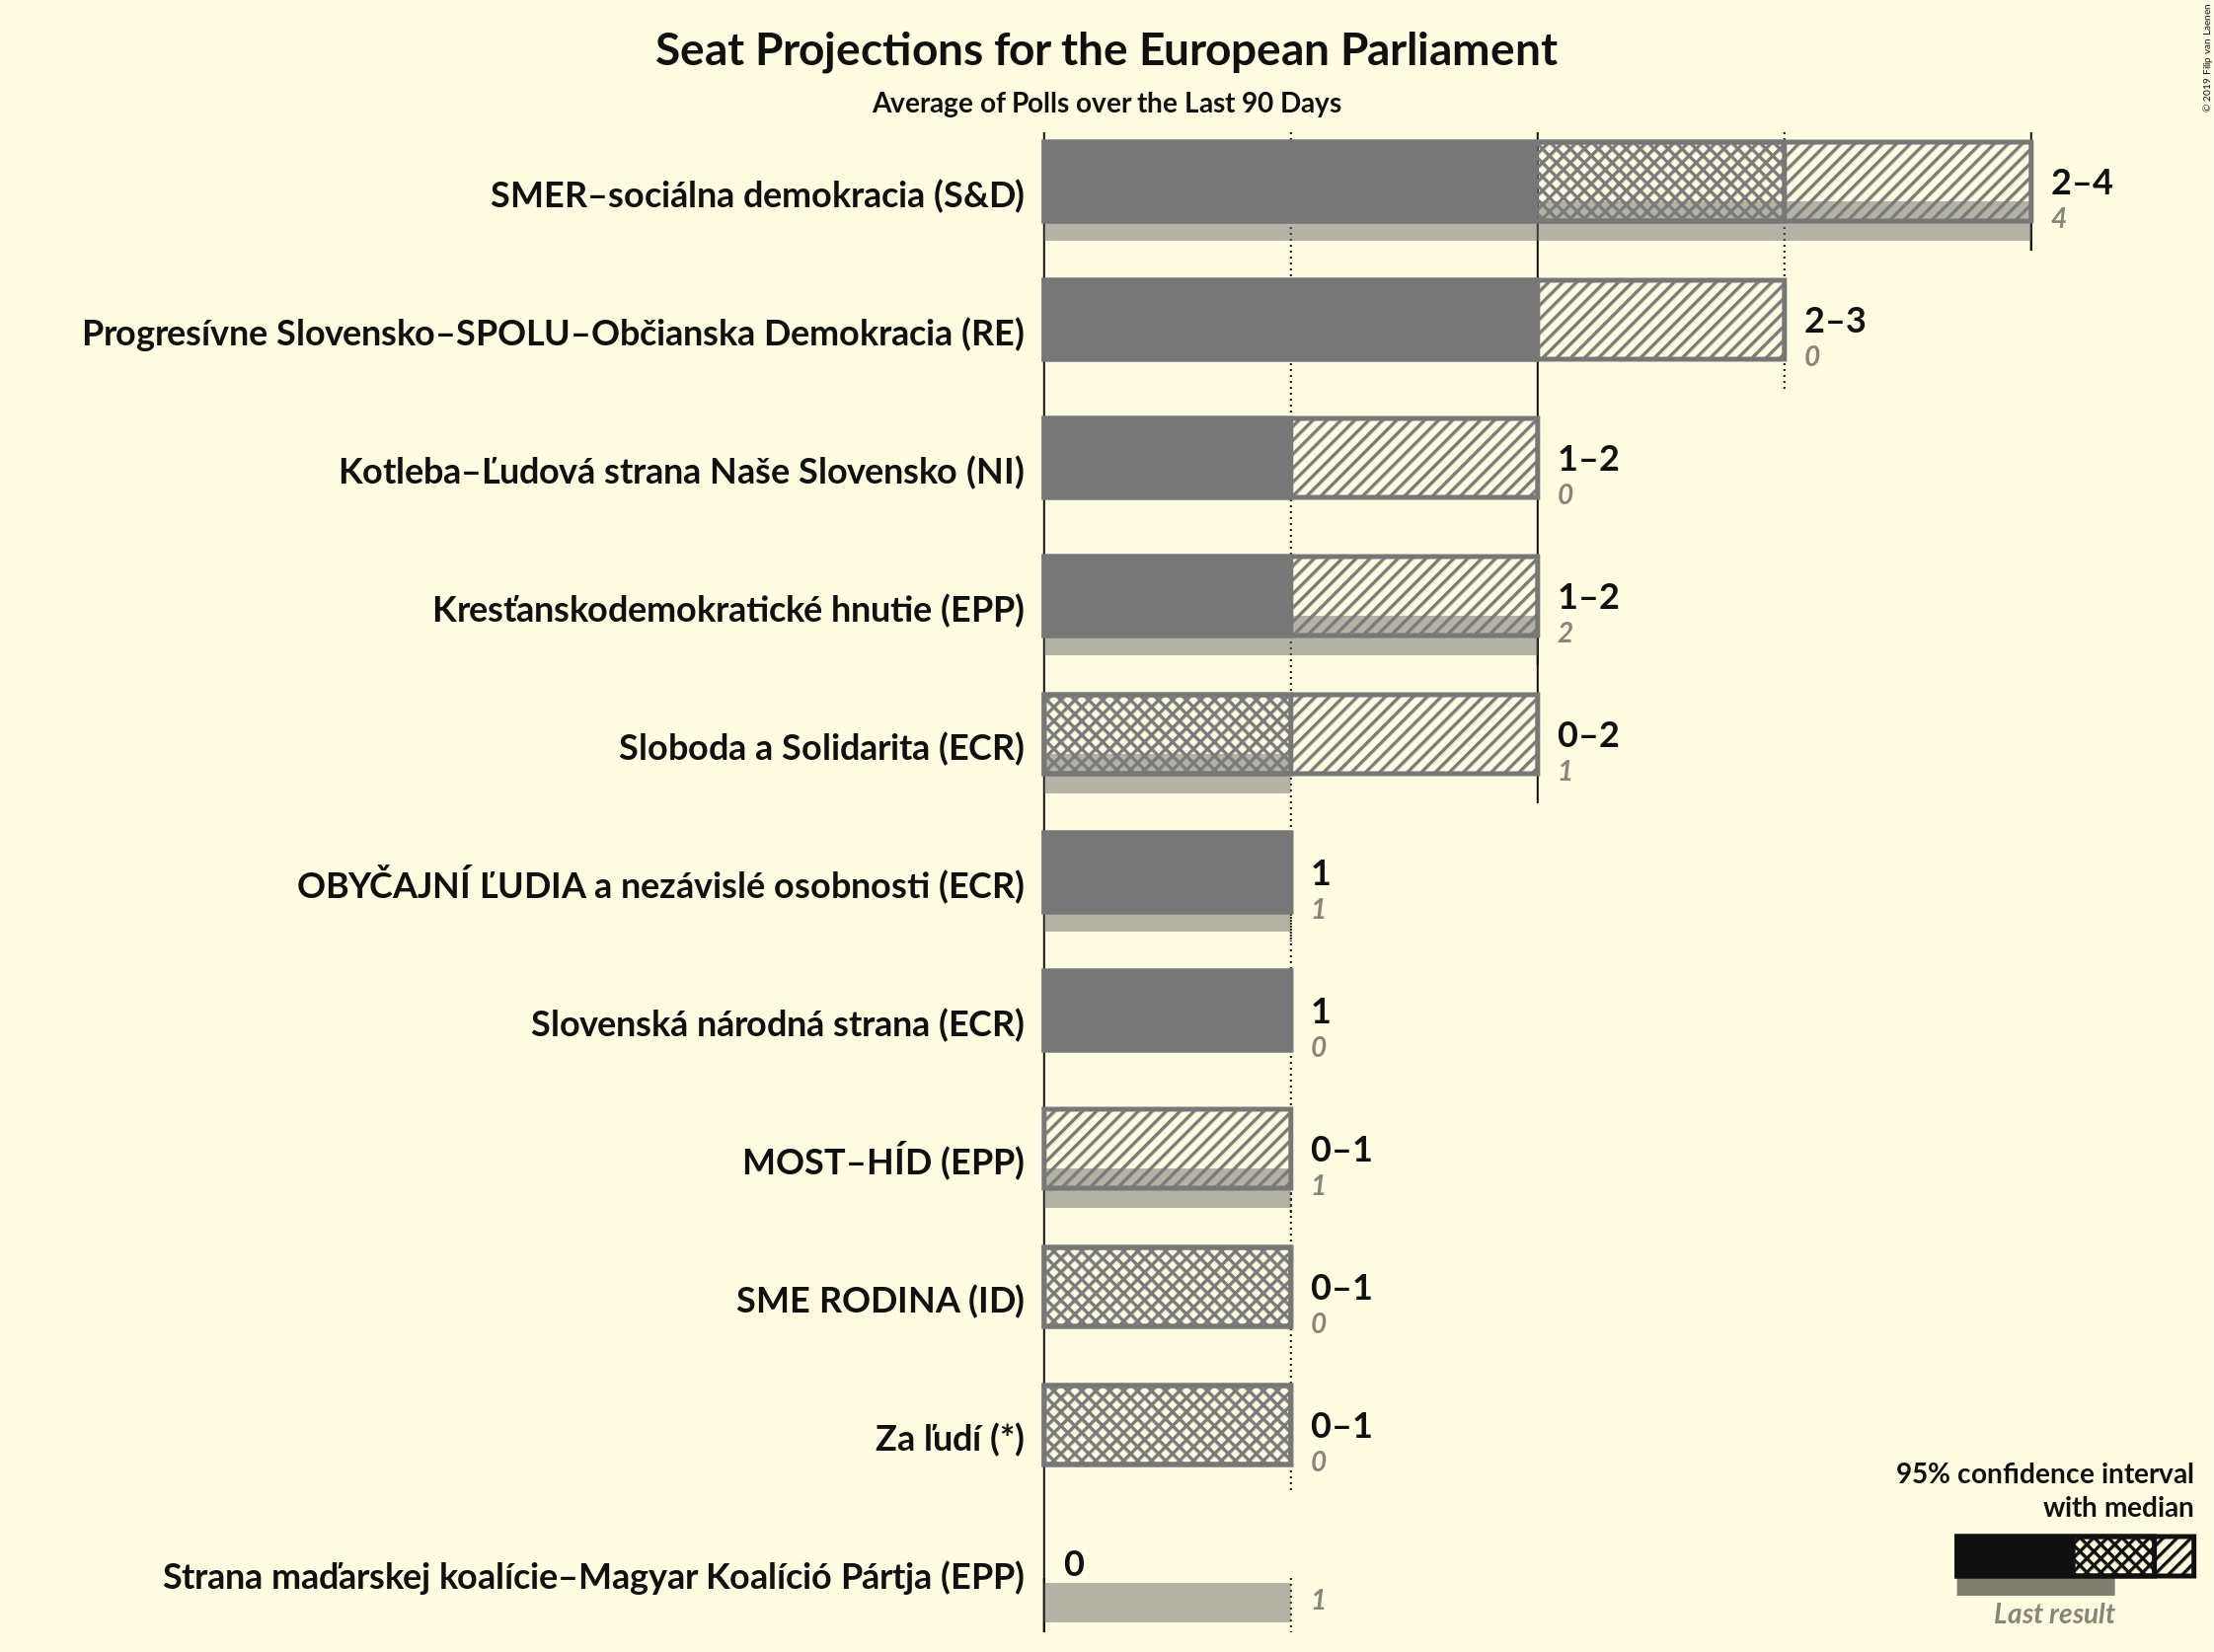 Seat Projections for the European Parliament
Average of Polls over the Last 90 Days
© 2019 Filip van Laenen
SMER–sociálna demokracia (S&D)
2–4
4
Progresívne Slovensko–SPOLU–Občianska Demokracia (RE)
2–3
0
Kotleba–Ľudová strana Naše Slovensko (NI)
1–2
0
Kresťanskodemokratické hnutie (EPP)
1–2
2
Sloboda a Solidarita (ECR)
0–2
1
OBYČAJNÍ ĽUDIA a nezávislé osobnosti (ECR)
1
1
Slovenská národná strana (ECR)
1
0
MOST–HÍD (EPP)
0–1
1
SME RODINA (ID)
0–1
0
Za ľudí (*)
0–1
0
Strana maďarskej koalície–Magyar Koalíció Pártja (EPP)
0
1
95% confidence interval
with median
Last result